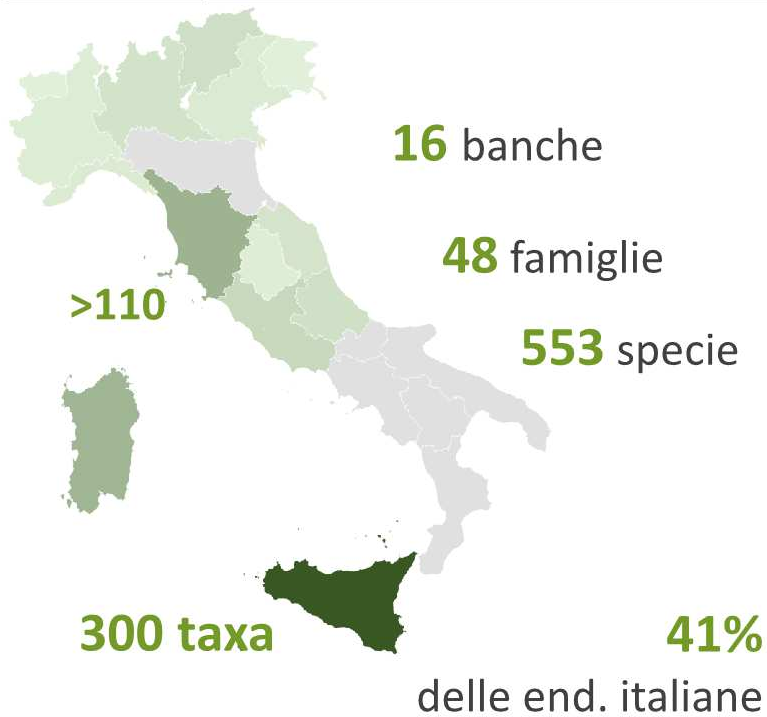 16 banche
48 famiglie
>110
553 specie
300 taxa
41%
delle end. italiane